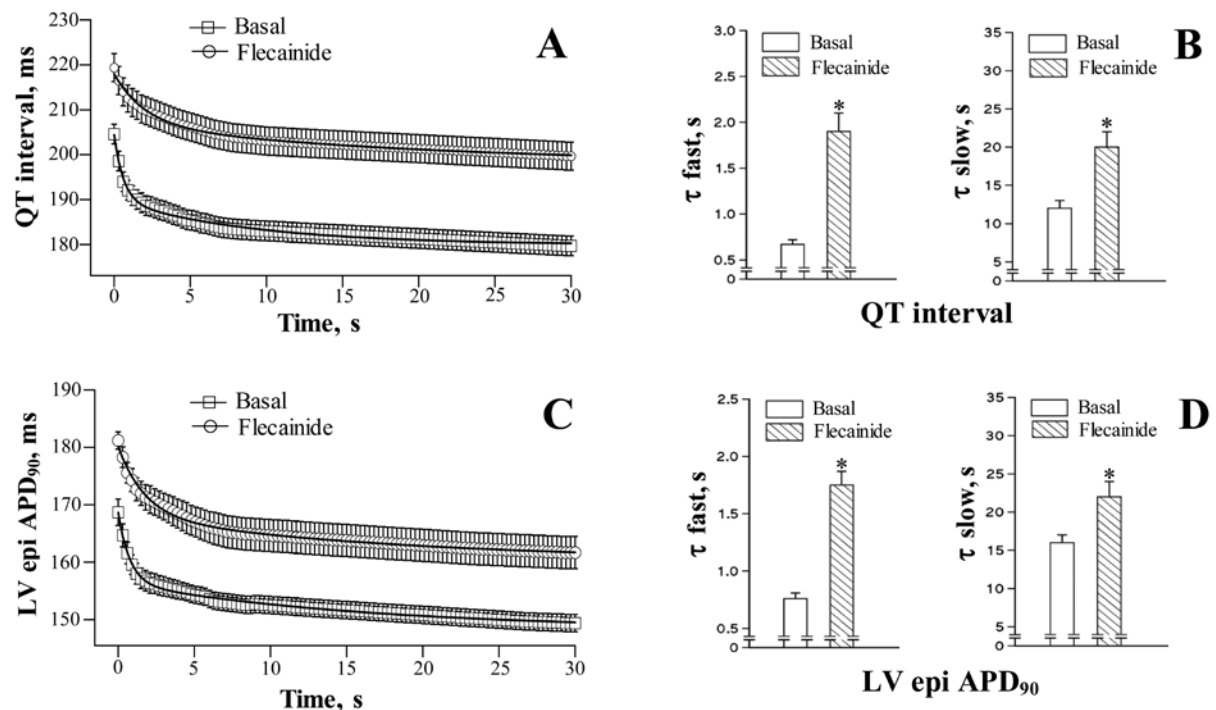 A
QT interval, ms
230
220
210
200
190
180
Basal
Flecainide
0 5 10 15 20 25 30
Time, s
B
τ fast, s
3.0
2.5
2.0
1.5
1.0
0.5
0
Basal
Flecainide
*
τ slow, s
35
30
25
20
15
10
5
0
Basal
Flecainide
*
QT interval
C
LV epi APD₉₀, ms
190
180
170
160
150
Basal
Flecainide
0 5 10 15 20 25 30
Time, s
D
τ fast, s
2.5
2.0
1.5
1.0
0.5
0
Basal
Flecainide
*
τ slow, s
35
30
25
20
15
10
5
0
Basal
Flecainide
*
LV epi APD₉₀